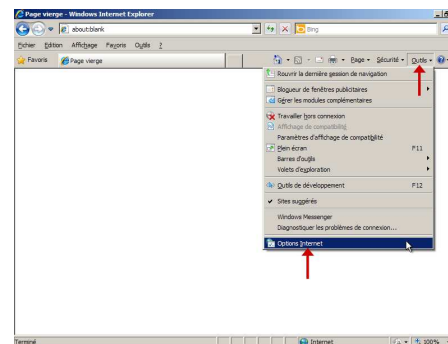 Page vierge - Windows Internet Explorer
about:blank
Bing
Fichier Edition Affichage Favoris Outils ?
Favoris Page vierge Page Sécurité Outils
Rouvrir la dernière session de navigation
Bloqueur de fenêtres publicitaires
Gérer les modules complémentaires
Travailler hors connexion
Affichage de compatibilité
Paramètres d'affichage de compatibilité
Plein écran F11
Barres d'outils
Volets d'exploration
Outils de développement F12
Sites suggérés
Windows Messenger
Diagnostiquer les problèmes de connexion...
Options Internet
Terminé Internet 100%